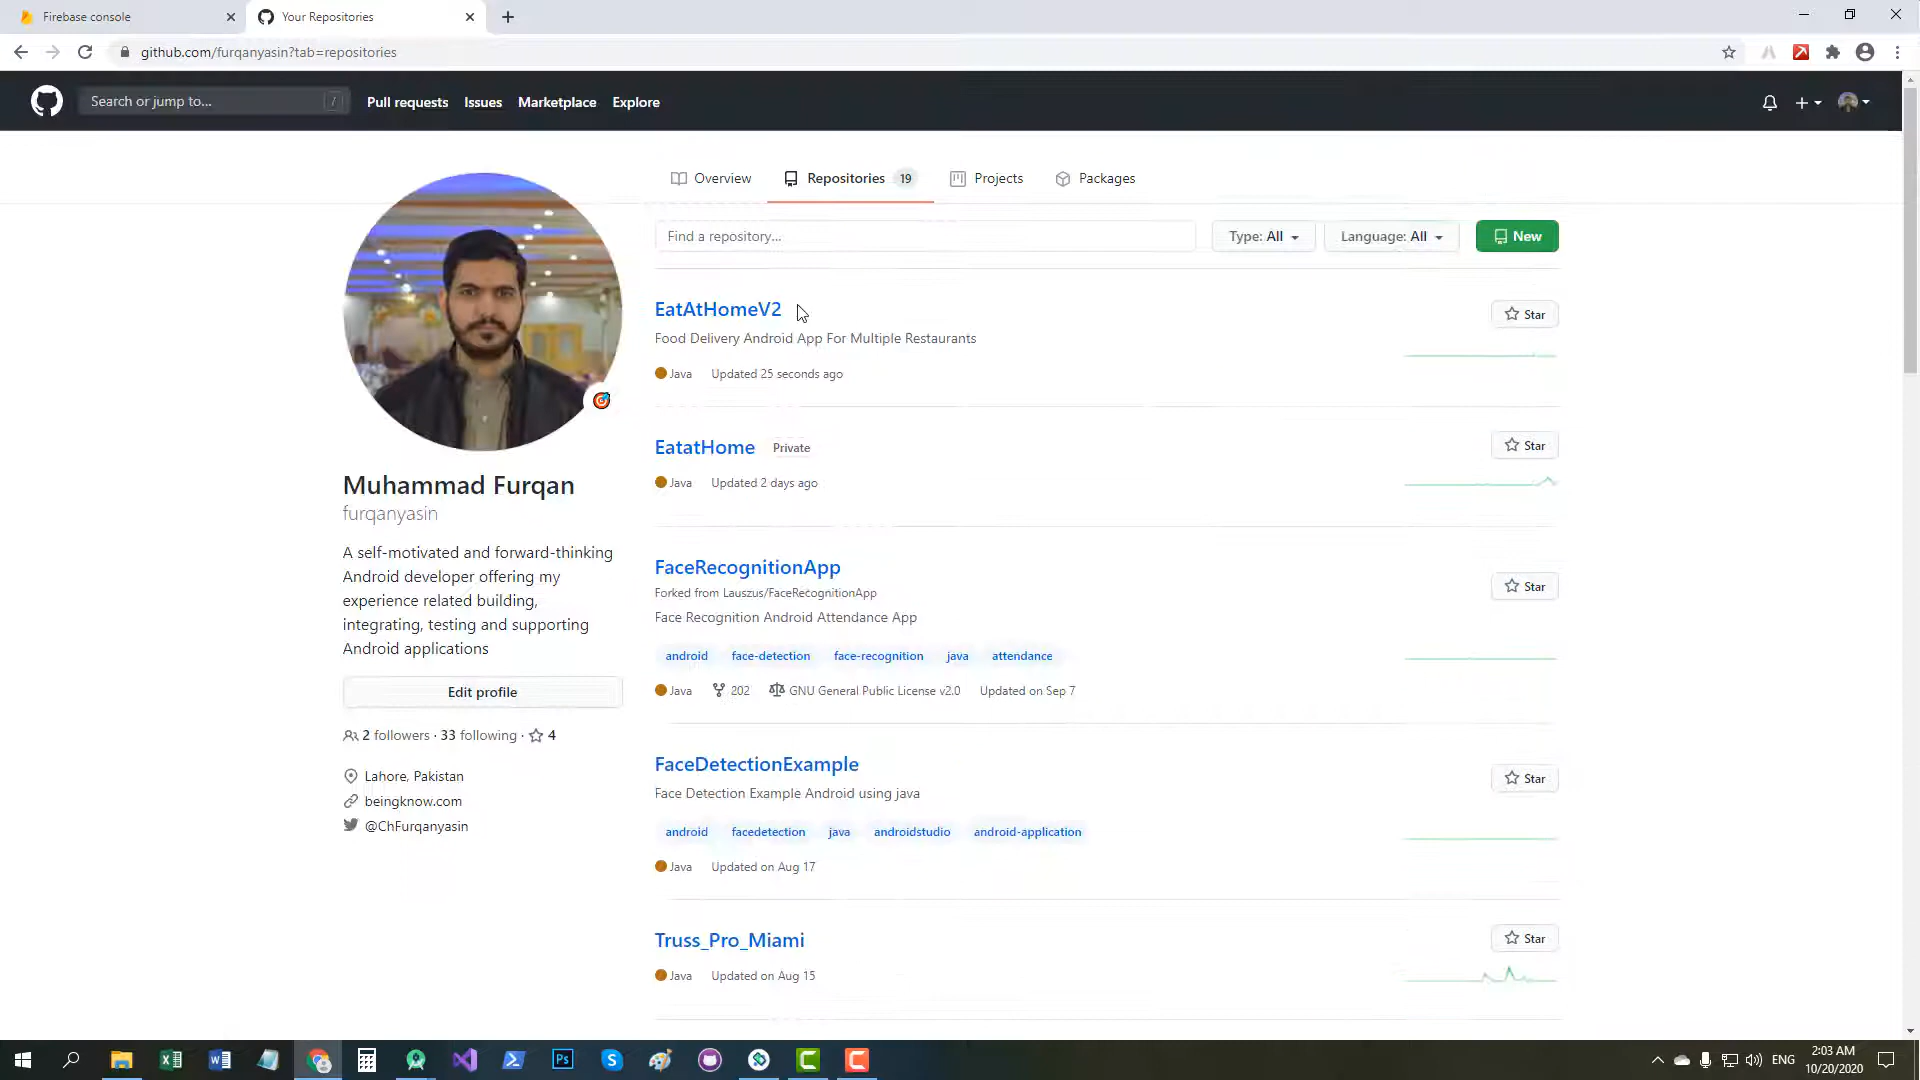 Firebase console
Your Repositories
github.com/furqanyasin?tab=repositories
Search or jump to...
/
Pull requests
Issues
Marketplace
Explore
Overview
Repositories 19
Projects
Packages
Find a repository...
Type: All
Language: All
New
EatAtHomeV2
Star
Food Delivery Android App For Multiple Restaurants
Java Updated 25 seconds ago
EatatHome Private
Star
Java Updated 2 days ago
FaceRecognitionApp
Star
Forked from Lauszus/FaceRecognitionApp
Face Recognition Android Attendance App
android face-detection face-recognition java attendance
Java 202 GNU General Public License v2.0 Updated on Sep 7
FaceDetectionExample
Star
Face Detection Example Android using java
android facedetection java androidstudio android-application
Java Updated on Aug 17
Truss_Pro_Miami
Star
Java Updated on Aug 15
Muhammad Furqan
furqanyasin
A self-motivated and forward-thinking
Android developer offering my
experience related building,
integrating, testing and supporting
Android applications
Edit profile
2 followers · 33 following · 4
Lahore, Pakistan
beingknow.com
@ChFurqanyasin
Ps
ENG
2:03 AM
10/20/2020